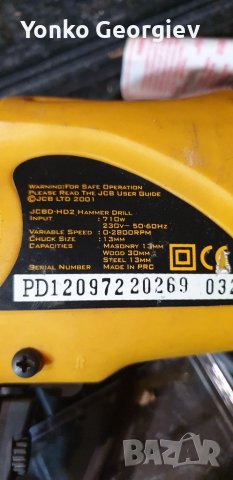 Yonko Georgiev
WARNING:FOR SAFE OPERATION
PLEASE READ THE JCB USER GUIDE
©JCB LTD 2001
JCBD-HD2 HAMMER DRILL
INPUT : 710W
230V~ 50-60HZ
VARIABLE SPEED : 0-2800RPM
CHUCK SIZE : 13MM
CAPACITIES : MASONRY 13MM
WOOD 30MM
STEEL 13MM
SERIAL NUMBER : MADE IN PRC
PD12097220269 032
BAZAR